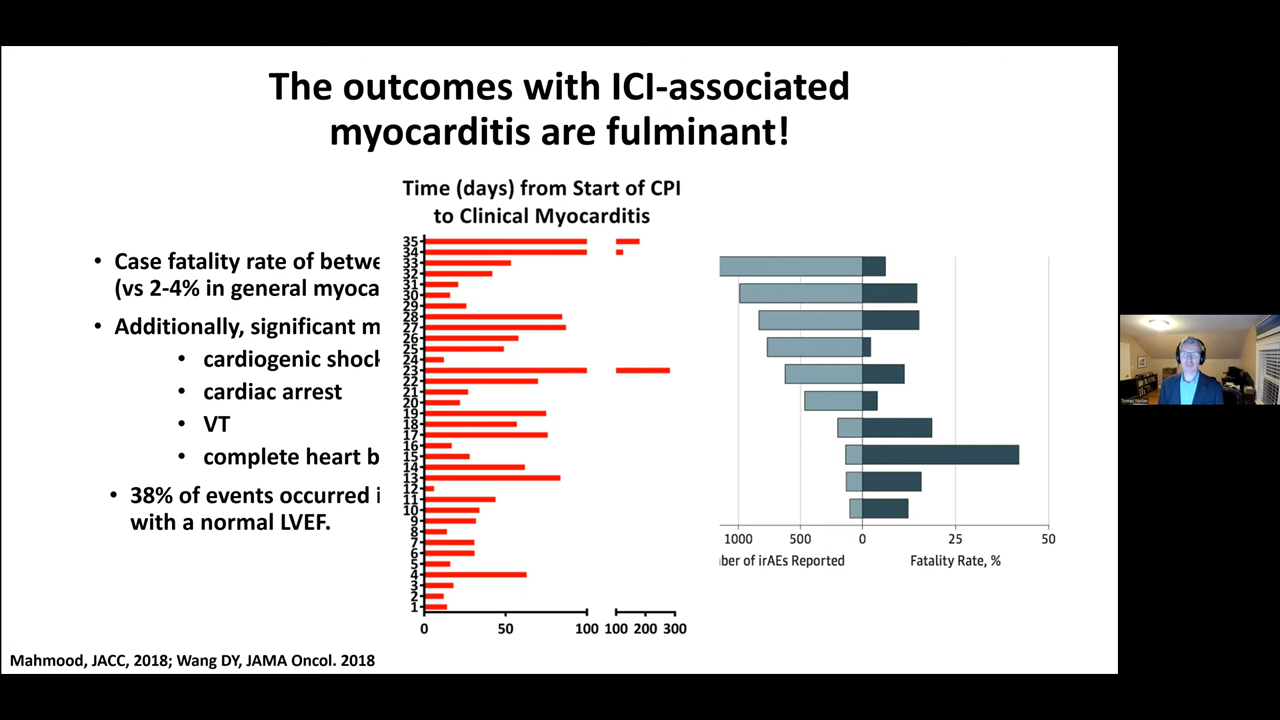 The outcomes with ICI-associated
myocarditis are fulminant!
Time (days) from Start of CPI
to Clinical Myocarditis
• Case fatality rate of betwe
(vs 2-4% in general myoca
• Additionally, significant m
• cardiogenic shock
• cardiac arrest
• VT
• complete heart b
• 38% of events occurred i
with a normal LVEF.
35
34
33
32
31
30
29
28
27
26
25
24
23
22
21
20
19
18
17
16
15
14
13
12
11
10
9
8
7
6
5
4
3
2
1
0 50 100 100 200 300
1000 500 0 25 50
ber of irAEs Reported Fatality Rate, %
Mahmood, JACC, 2018; Wang DY, JAMA Oncol. 2018